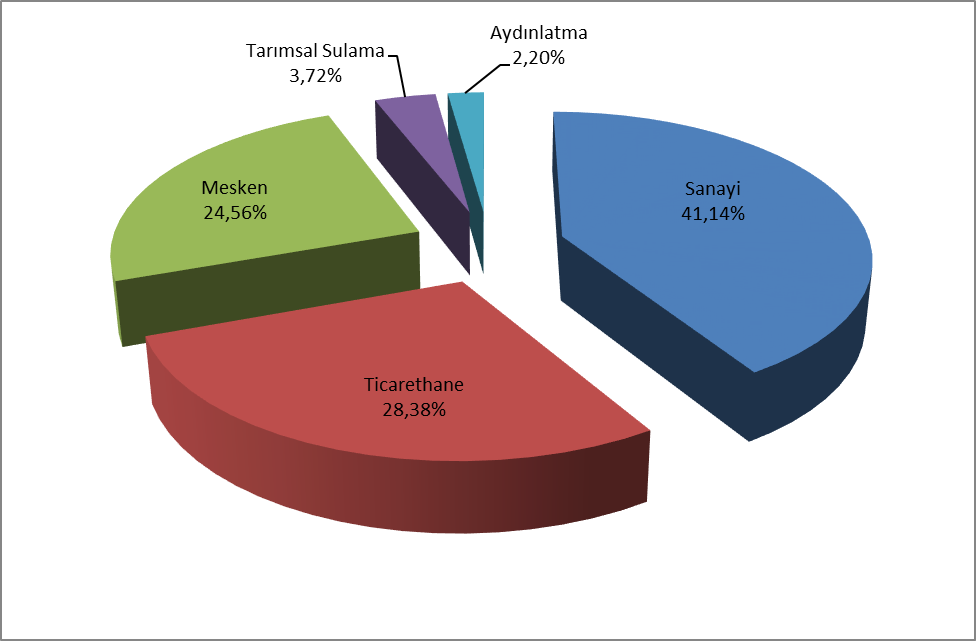 Aydınlatma
2,20%
Tarımsal Sulama
3,72%
Mesken
24,56%
Sanayi
41,14%
Ticarethane
28,38%